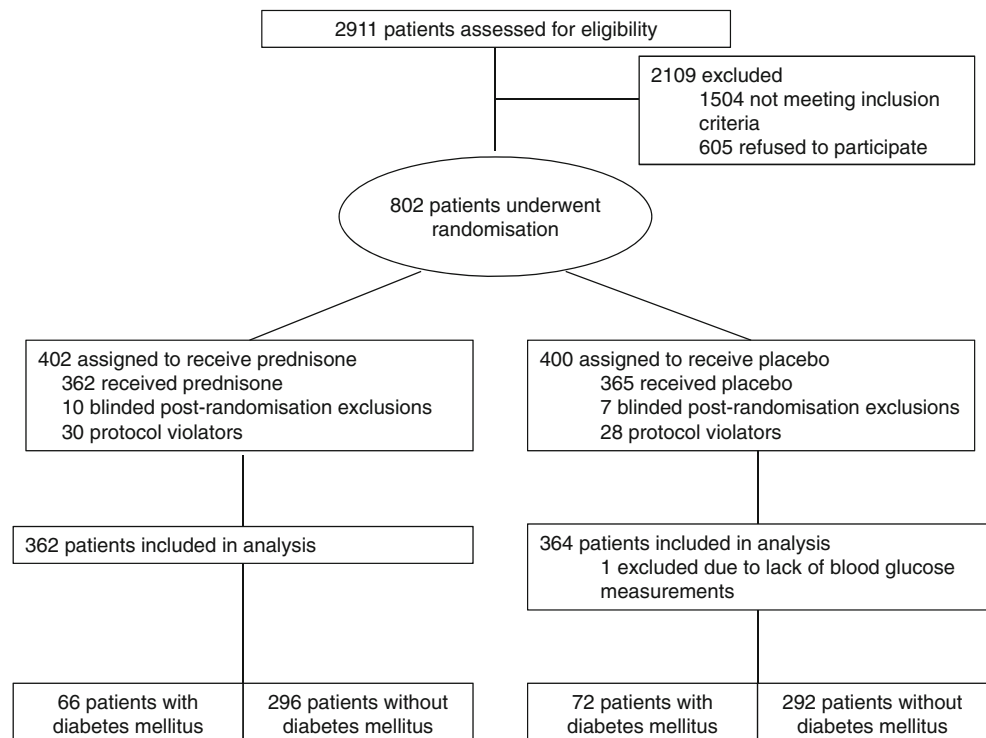 2911 patients assessed for eligibility
2109 excluded
1504 not meeting inclusion
criteria
605 refused to participate
802 patients underwent
randomisation
402 assigned to receive prednisone
362 received prednisone
10 blinded post-randomisation exclusions
30 protocol violators
400 assigned to receive placebo
365 received placebo
7 blinded post-randomisation exclusions
28 protocol violators
362 patients included in analysis
364 patients included in analysis
1 excluded due to lack of blood glucose
measurements
66 patients with
diabetes mellitus
296 patients without
diabetes mellitus
72 patients with
diabetes mellitus
292 patients without
diabetes mellitus